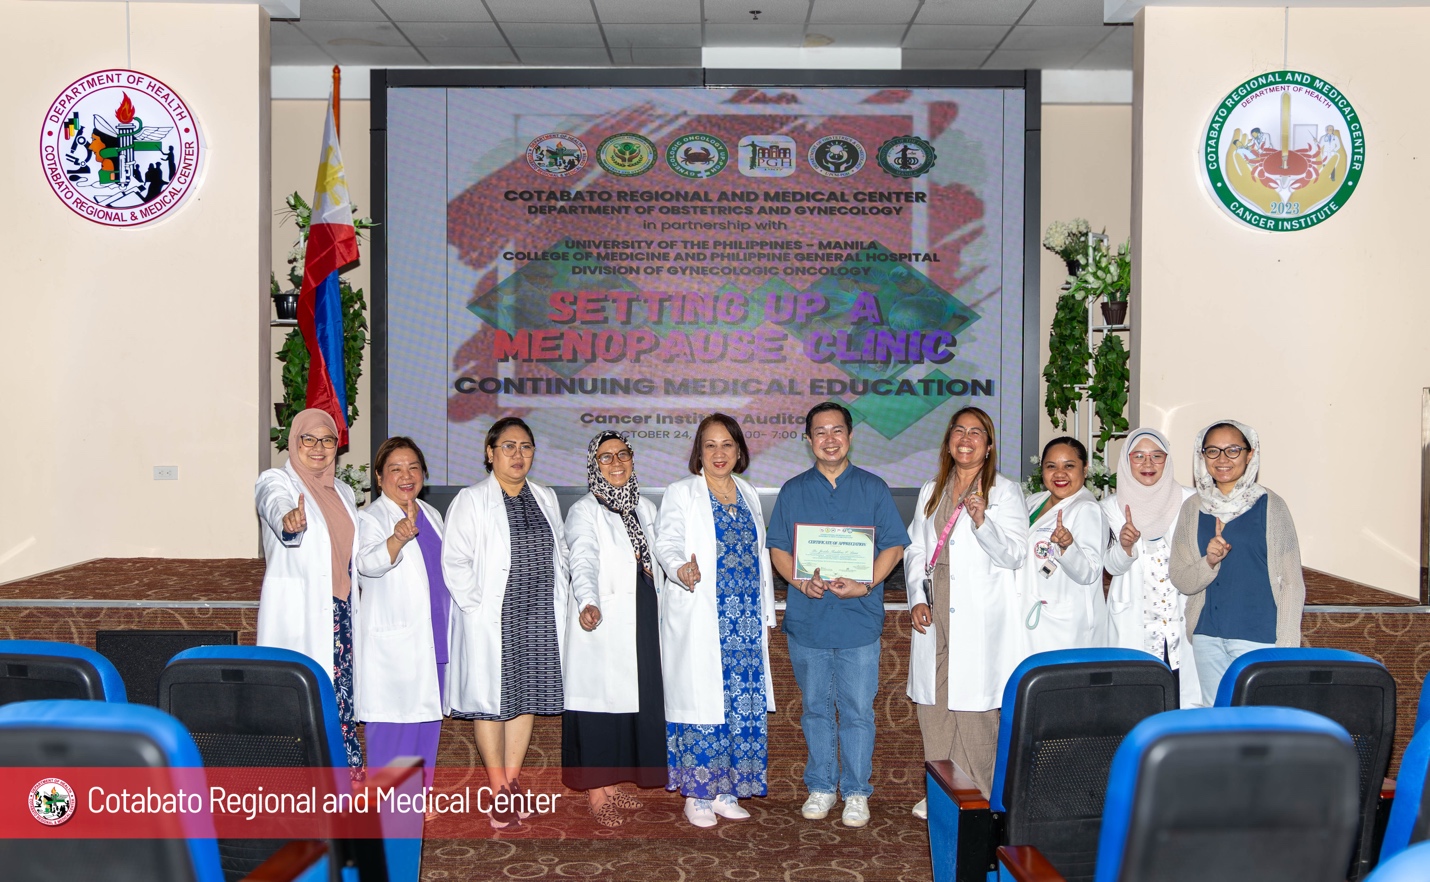 DEPARTMENT OF HEALTH
COTABATO REGIONAL & MEDICAL CENTER
COTABATO REGIONAL AND MEDICAL CENTER
DEPARTMENT OF HEALTH
2023
CANCER INSTITUTE
PGH
COTABATO REGIONAL AND MEDICAL CENTER
DEPARTMENT OF OBSTETRICS AND GYNECOLOGY
in partnership with
UNIVERSITY OF THE PHILIPPINES - MANILA
COLLEGE OF MEDICINE AND PHILIPPINE GENERAL HOSPITAL
DIVISION OF GYNECOLOGIC ONCOLOGY
SETTING UP A
MENOPAUSE CLINIC
CONTINUING MEDICAL EDUCATION
Cancer Institute Audito
OCTOBER 24, 00- 7:00 p
CERTIFICATE OF APPRECIATION
Cotabato Regional and Medical Center